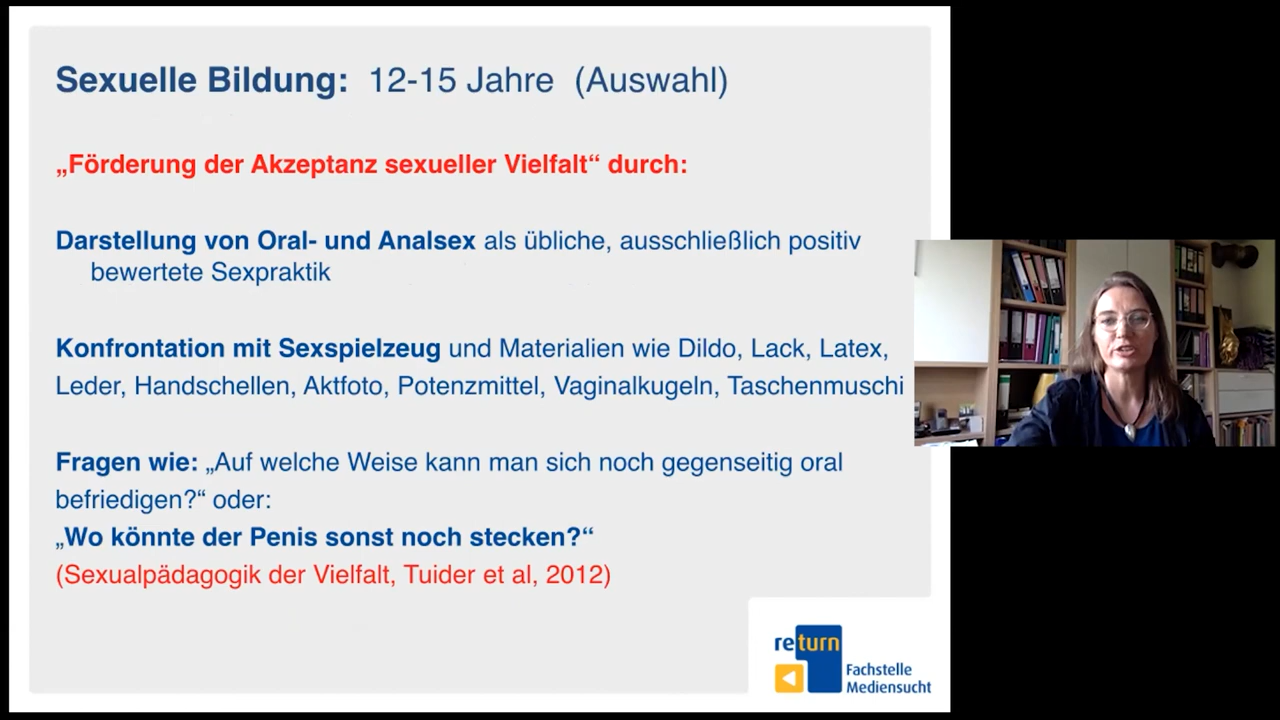 Sexuelle Bildung: 12-15 Jahre (Auswahl)
„Förderung der Akzeptanz sexueller Vielfalt“ durch:
Darstellung von Oral- und Analsex als übliche, ausschließlich positiv
bewertete Sexpraktik
Konfrontation mit Sexspielzeug und Materialien wie Dildo, Lack, Latex,
Leder, Handschellen, Aktfoto, Potenzmittel, Vaginalkugeln, Taschenmuschi
Fragen wie: „Auf welche Weise kann man sich noch gegenseitig oral
befriedigen?“ oder:
„Wo könnte der Penis sonst noch stecken?“
(Sexualpädagogik der Vielfalt, Tuider et al, 2012)
return
Fachstelle
Mediensucht